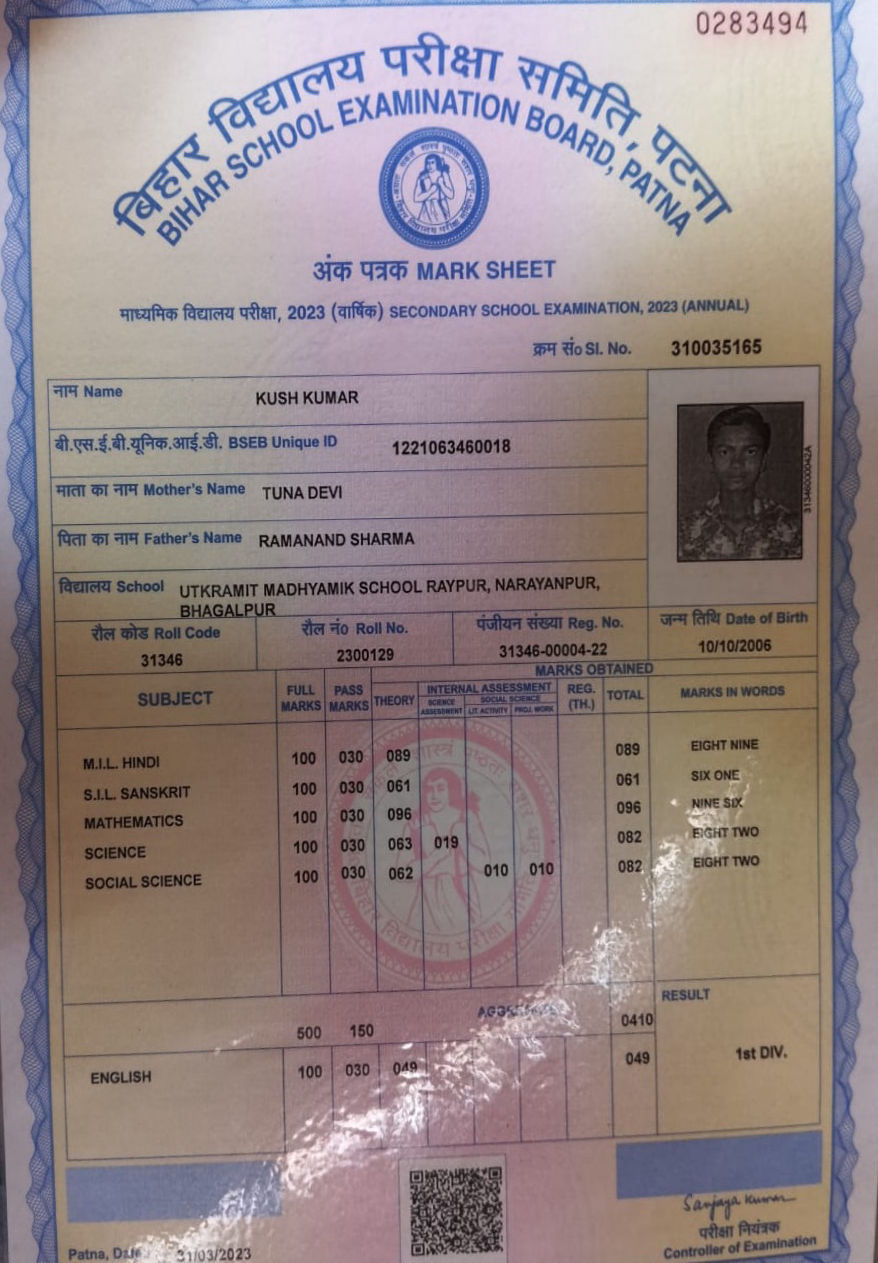 0283494
बिहार विद्यालय परीक्षा समिति, पटना
BIHAR SCHOOL EXAMINATION BOARD, PATNA
अंक पत्रक MARK SHEET
माध्यमिक विद्यालय परीक्षा, 2023 (वार्षिक) SECONDARY SCHOOL EXAMINATION, 2023 (ANNUAL)
क्रम सं० Sl. No. 310035165
नाम Name KUSH KUMAR
बी.एस.ई.बी.यूनिक.आई.डी. BSEB Unique ID 1221063460018
माता का नाम Mother's Name TUNA DEVI
पिता का नाम Father's Name RAMANAND SHARMA
विद्यालय School UTKRAMIT MADHYAMIK SCHOOL RAYPUR, NARAYANPUR,
BHAGALPUR
रौल कोड Roll Code रौल नं० Roll No. पंजीयन संख्या Reg. No. जन्म तिथि Date of Birth
31346 2300129 31346-00004-22 10/10/2006
MARKS OBTAINED
SUBJECT FULL MARKS PASS MARKS THEORY INTERNAL ASSESSMENT REG. (TH.) TOTAL MARKS IN WORDS
SCIENCE ASSESSMENT SOCIAL SCIENCE LIT. ACTIVITY PROJ. WORK
M.I.L. HINDI 100 030 089 089 EIGHT NINE
S.I.L. SANSKRIT 100 030 061 061 SIX ONE
MATHEMATICS 100 030 096 096 NINE SIX
SCIENCE 100 030 063 019 082 EIGHT TWO
SOCIAL SCIENCE 100 030 062 010 010 082 EIGHT TWO
RESULT
500 150 0410
ENGLISH 100 030 049 049 1st DIV.
Sanjaya Kumar
परीक्षा नियंत्रक
Patna, Date 31/03/2023 Controller of Examination